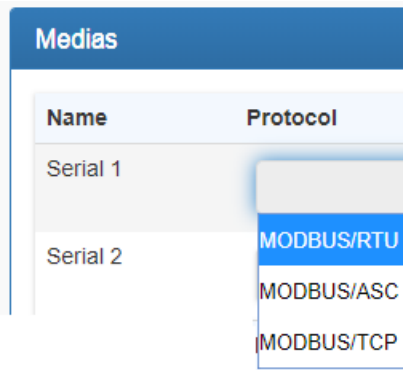 Medias
Name Protocol
Serial 1
MODBUS/RTU
Serial 2
MODBUS/ASC
MODBUS/TCP